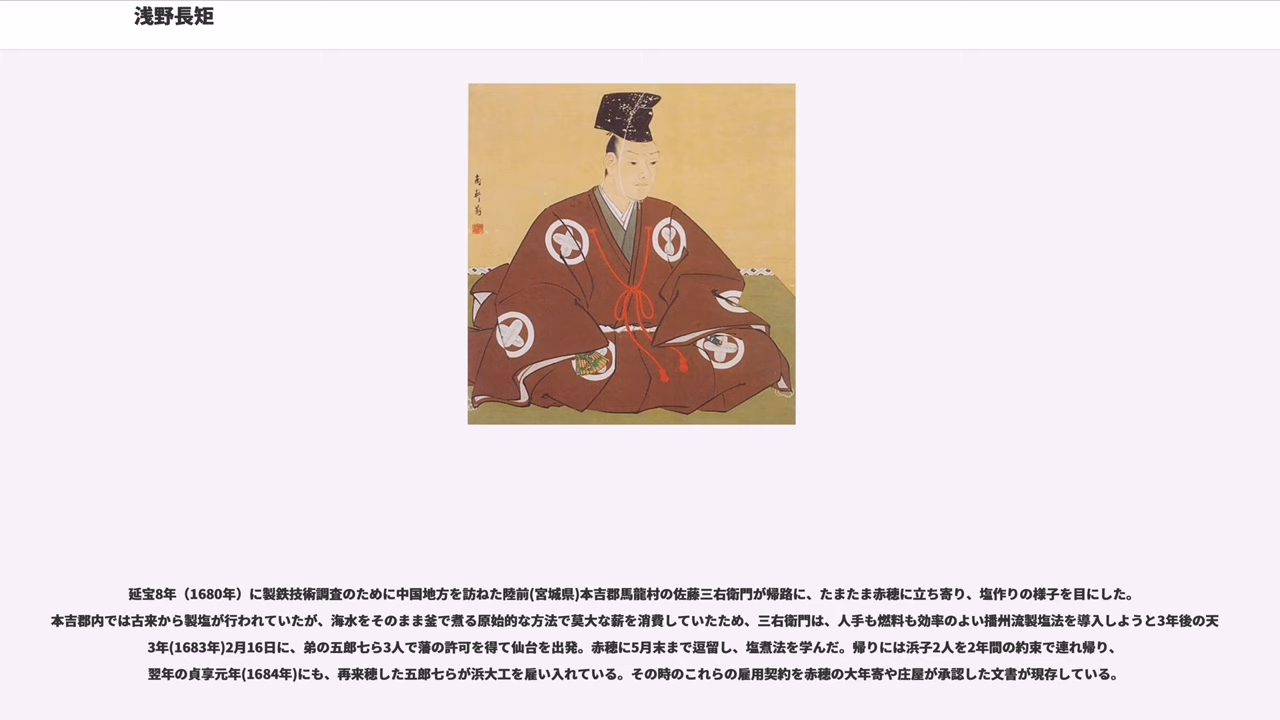 浅野長矩
延宝8年（1680年）に製鉄技術調査のために中国地方を訪ねた陸前(宮城県)本吉郡馬龍村の佐藤三右衛門が帰路に、たまたま赤穂に立ち寄り、塩作りの様子を目にした。
本吉郡内では古来から製塩が行われていたが、海水をそのまま釜で煮る原始的な方法で莫大な薪を消費していたため、三右衛門は、人手も燃料も効率のよい播州流製塩法を導入しようと3年後の天
3年(1683年)2月16日に、弟の五郎七ら3人で藩の許可を得て仙台を出発。赤穂に5月末まで逗留し、塩煮法を学んだ。帰りには浜子2人を2年間の約束で連れ帰り、
翌年の貞享元年(1684年)にも、再来穂した五郎七らが浜大工を雇い入れている。その時のこれらの雇用契約を赤穂の大年寄や庄屋が承認した文書が現存している。